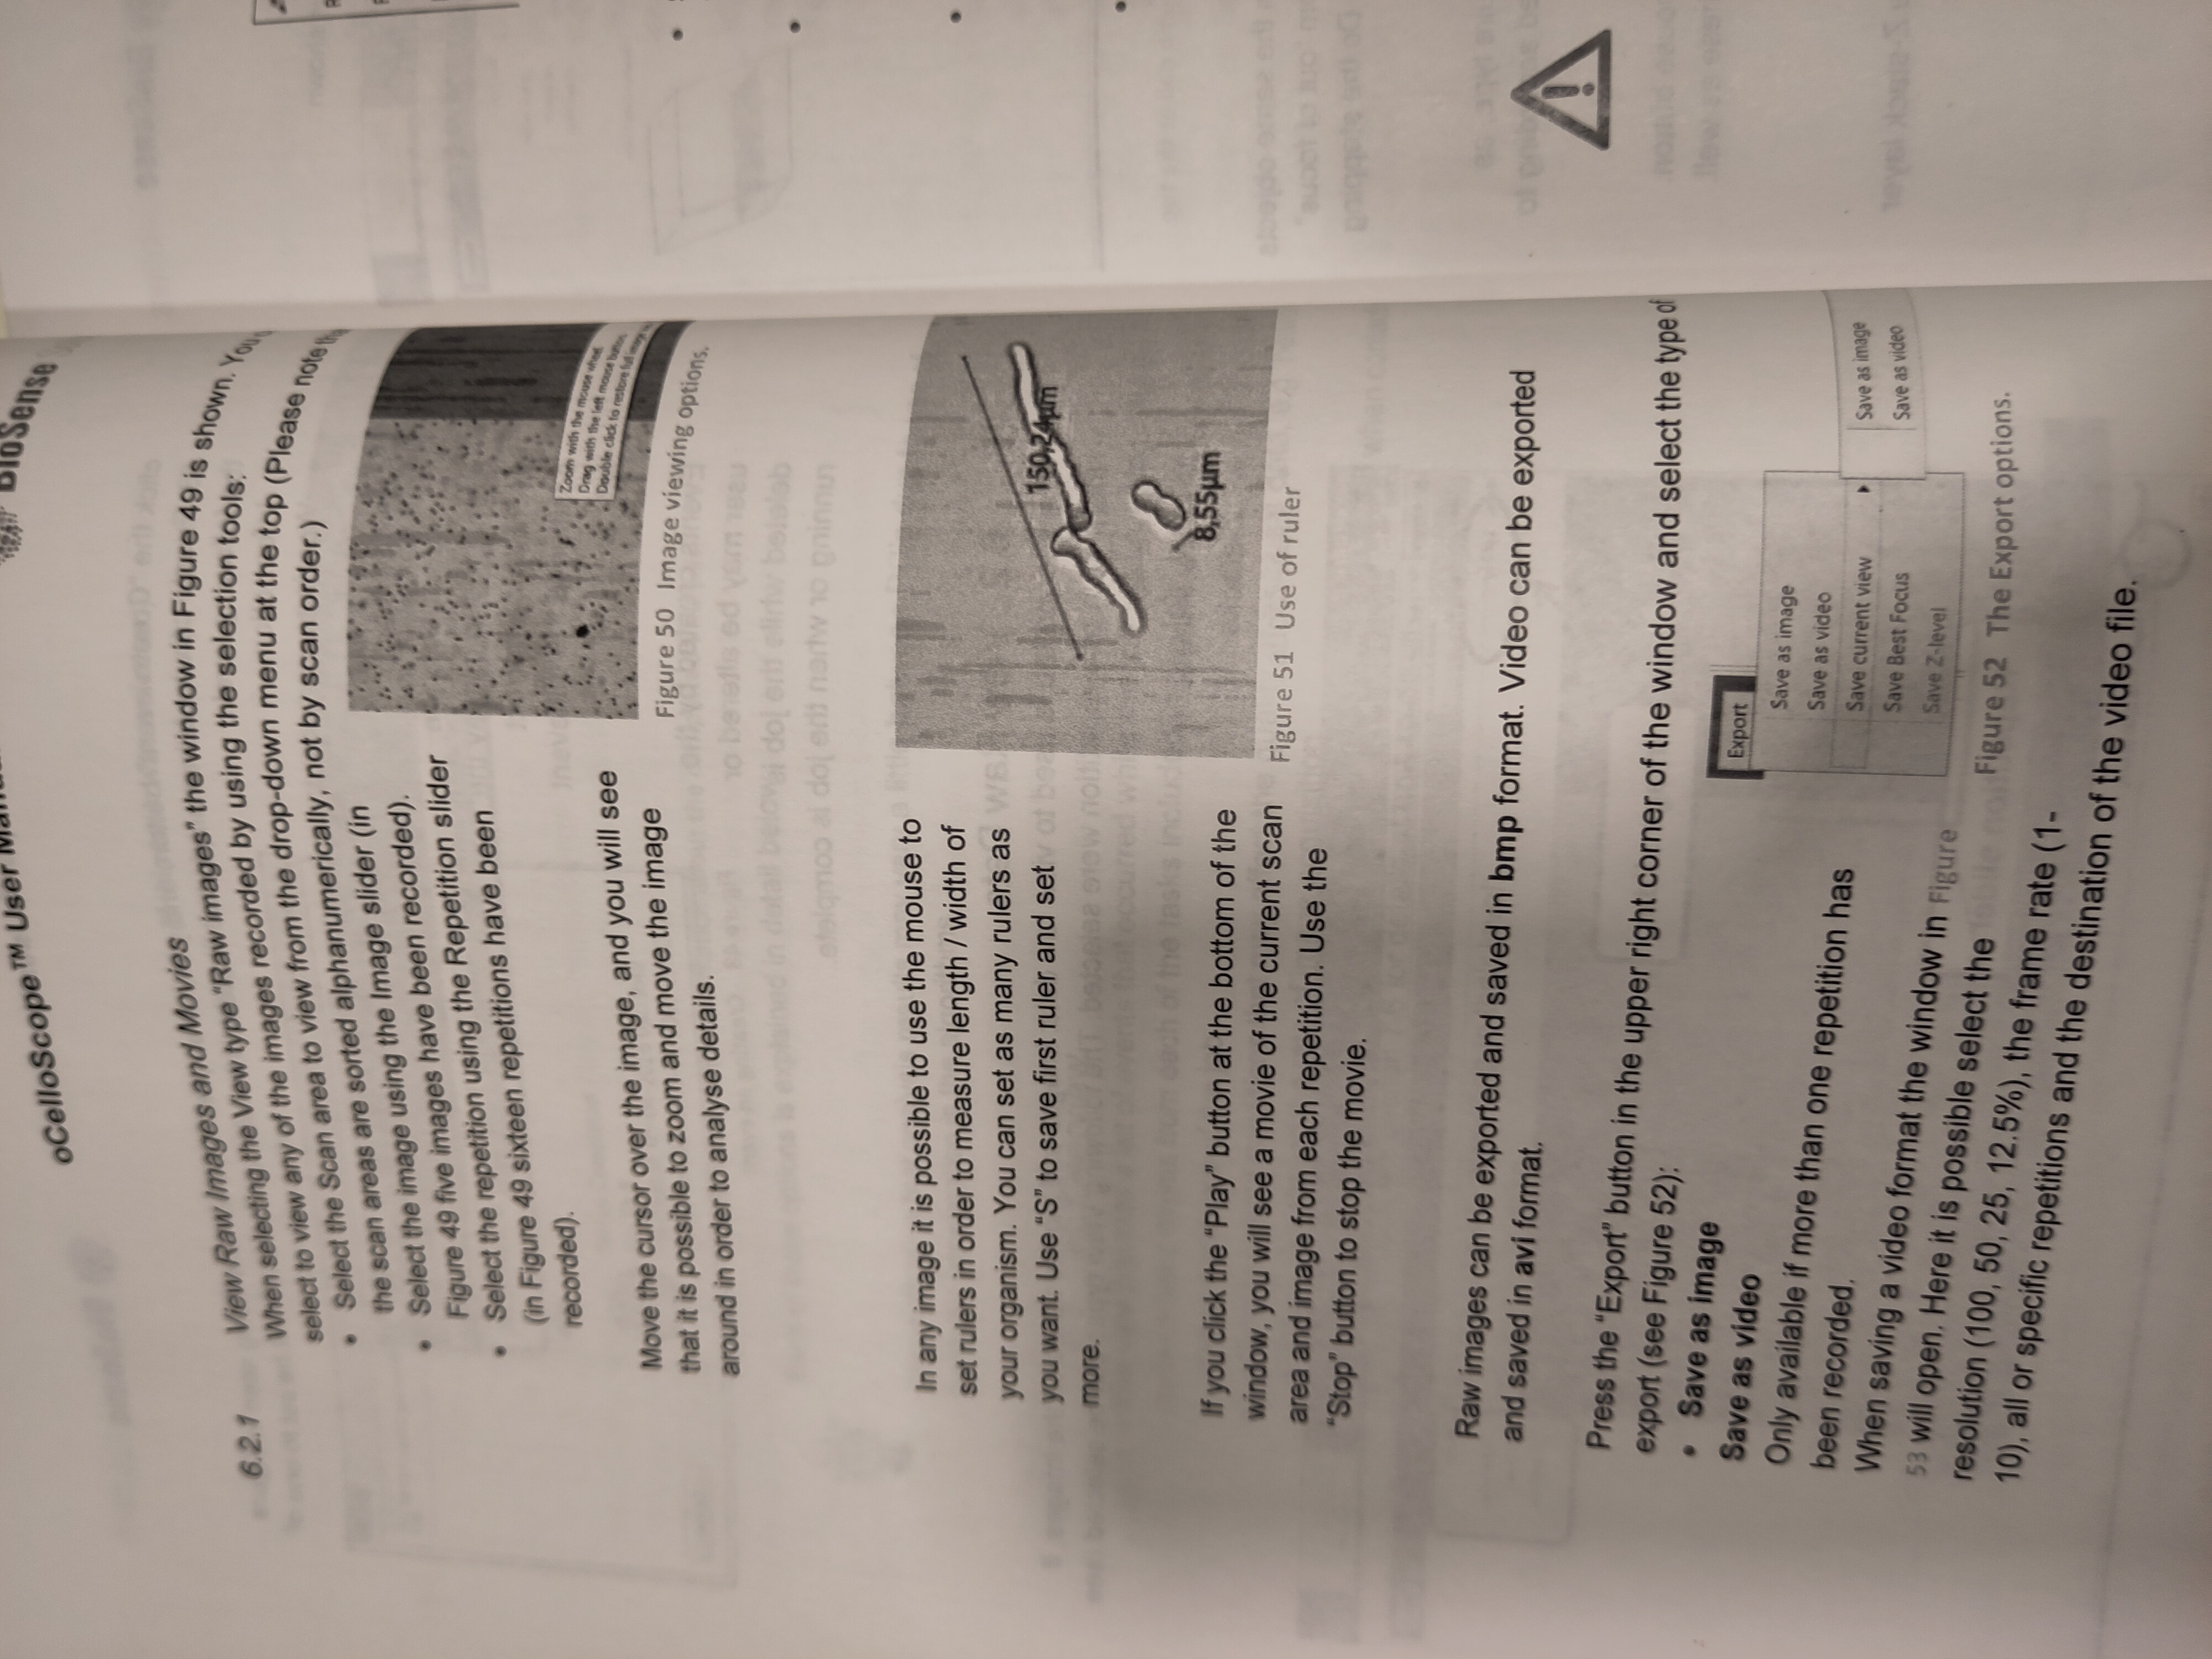 oCelloScope™ User
BioSense
6.2.1 View Raw Images and Movies
When selecting the View type “Raw images” the window in Figure 49 is shown. You
select to view any of the images recorded by using the selection tools:
• Select the Scan area to view from the drop-down menu at the top (Please note
the scan areas are sorted alphanumerically, not by scan order.)
• Select the image using the Image slider (in
Figure 49 five images have been recorded).
• Select the repetition using the Repetition slider
(in Figure 49 sixteen repetitions have been
recorded).
Zoom with the mouse wheel.
Drag with the left mouse button.
Double click to restore full image
Figure 50 Image viewing options.
Move the cursor over the image, and you will see
that it is possible to zoom and move the image
around in order to analyse details.
In any image it is possible to use the mouse to
set rulers in order to measure length / width of
your organism. You can set as many rulers as
you want. Use “S” to save first ruler and set
more.
150,24µm
8,55µm
Figure 51 Use of ruler
If you click the “Play” button at the bottom of the
window, you will see a movie of the current scan
area and image from each repetition. Use the
“Stop” button to stop the movie.
Raw images can be exported and saved in bmp format. Video can be exported
and saved in avi format.
Press the “Export” button in the upper right corner of the window and select the type of
export (see Figure 52):
• Save as image
Save as video
Only available if more than one repetition has
been recorded.
When saving a video format the window in Figure
53 will open. Here it is possible select the
resolution (100, 50, 25, 12.5%), the frame rate (1-
10), all or specific repetitions and the destination of the video file.
Export
Save as image
Save as video
Save current view
Save Best Focus
Save Z-level
Save as image
Save as video
Figure 52 The Export options.